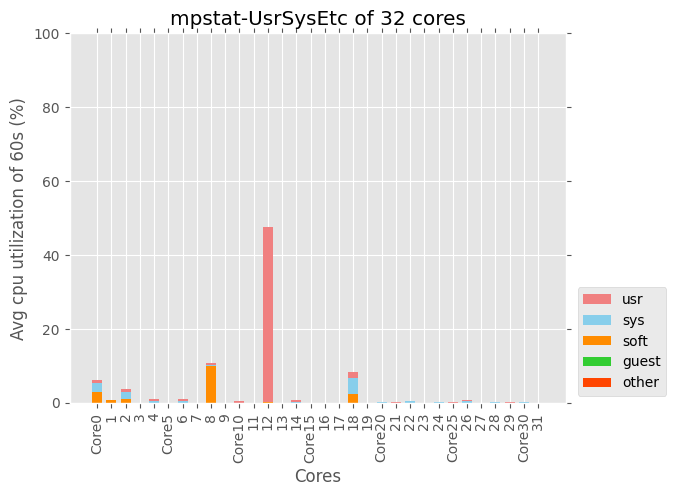 mpstat-UsrSysEtc of 32 cores
Avg cpu utilization of 60s (%)
100
80
60
40
20
0
Core0
1
2
3
4
Core5
6
7
8
9
Core10
11
12
13
14
Core15
16
17
18
19
Core20
21
22
23
24
Core25
26
27
28
29
Core30
31
Cores
usr
sys
soft
guest
other